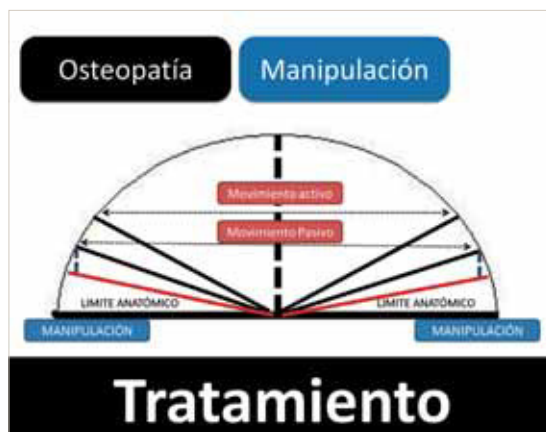 Osteopatía
Manipulación
Movimiento activo
Movimiento Pasivo
LIMITE ANATÓMICO
LIMITE ANATÓMICO
MANIPULACIÓN
MANIPULACIÓN
Tratamiento